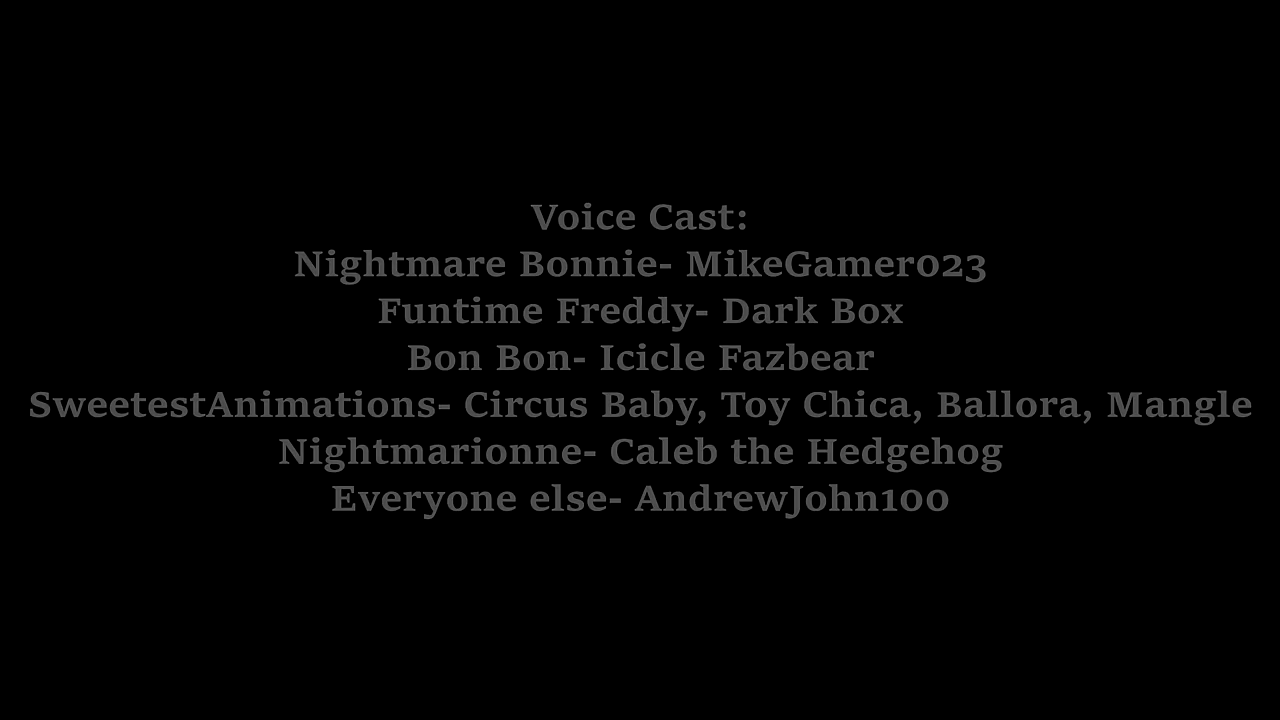 Voice Cast:
Nightmare Bonnie- MikeGamer023
Funtime Freddy- Dark Box
Bon Bon- Icicle Fazbear
SweetestAnimations- Circus Baby, Toy Chica, Ballora, Mangle
Nightmarionne- Caleb the Hedgehog
Everyone else- AndrewJohn100